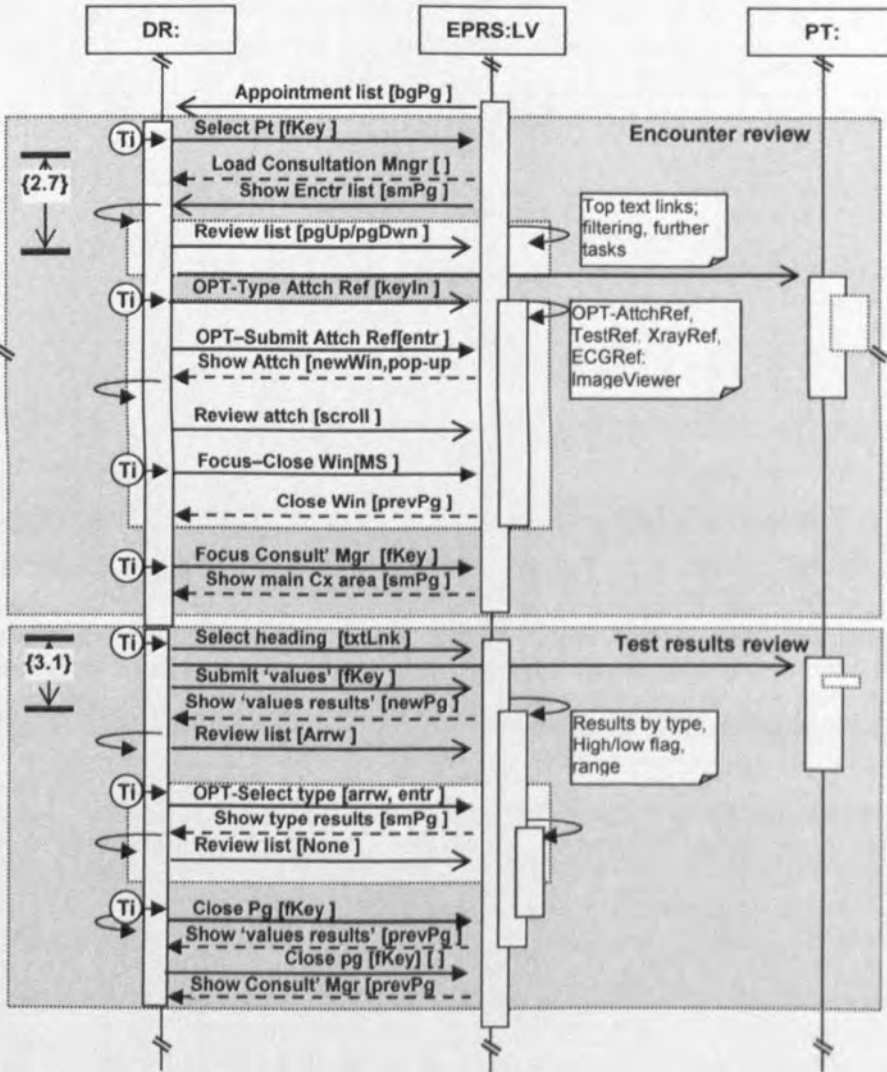 DR:
EPRS:LV
PT:
Appointment list [bgPg ]
Encounter review
Ti
Select Pt [fKey ]
Load Consultation Mngr [ ]
{2.7}
Show Enctr list [smPg ]
Top text links;
filtering, further
tasks
Review list [pgUp/pgDwn ]
Ti
OPT-Type Attch Ref [keyIn ]
OPT-AttchRef,
TestRef, XrayRef,
ECGRef:
ImageViewer
OPT–Submit Attch Ref[entr]
Show Attch [newWin,pop-up
Review attch [scroll ]
Ti
Focus–Close Win[MS ]
Close Win [prevPg ]
Ti
Focus Consult' Mgr [fKey ]
Show main Cx area [smPg ]
Ti
Select heading [txtLnk ]
Test results review
{3.1}
Submit 'values' [fKey ]
Show 'values results' [newPg ]
Results by type,
High/low flag,
range
Review list [Arrw ]
Ti
OPT-Select type [arrw, entr ]
Show type results [smPg ]
Review list [None ]
Ti
Close Pg [fKey ]
Show 'values results' [prevPg ]
Close pg [fKey] [ ]
Show Consult' Mgr [prevPg